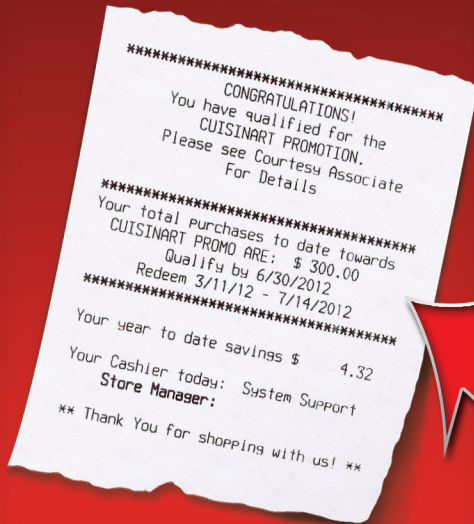 ****************************************
CONGRATULATIONS!
You have qualified for the
CUISINART PROMOTION.
Please see Courtesy Associate
For Details
****************************************
Your total purchases to date towards
CUISINART PROMO ARE: $ 300.00
Qualify by 6/30/2012
Redeem 3/11/12 - 7/14/2012
****************************************
Your year to date savings $ 4.32
Your Cashier today: System Support
Store Manager:
** Thank You for shopping with us! **